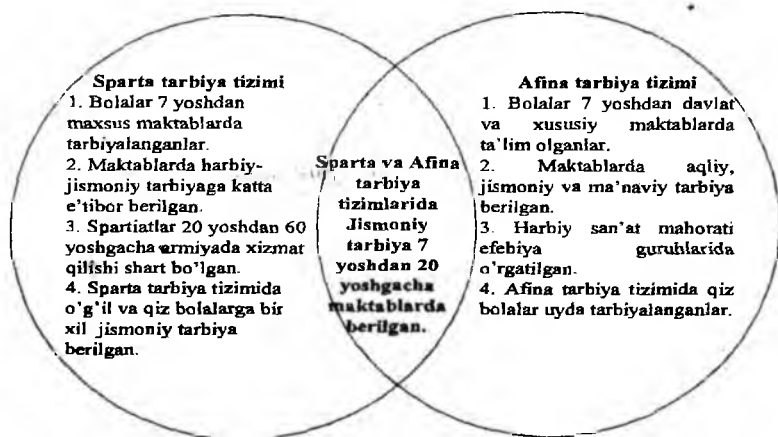 Sparta tarbiya tizimi
1. Bolalar 7 yoshdan
maxsus maktablarda
tarbiyalanganlar.
2. Maktablarda harbiy-
jismoniy tarbiyaga katta
e'tibor berilgan.
3. Spartiatlar 20 yoshdan 60
yoshgacha armiyada xizmat
qilishi shart bo'lgan.
4. Sparta tarbiya tizimida
o'g'il va qiz bolalarga bir
xil jismoniy tarbiya
berilgan.
Sparta va Afina
tarbiya
tizimlarida
Jismoniy
tarbiya 7
yoshdan 20
yoshgacha
maktablarda
berilgan.
Afina tarbiya tizimi
1. Bolalar 7 yoshdan davlat
va xususiy maktablarda
ta'lim olganlar.
2. Maktablarda aqliy,
jismoniy va ma'naviy tarbiya
berilgan.
3. Harbiy san'at mahorati
efebiya guruhlarida
o'rgatilgan.
4. Afina tarbiya tizimida qiz
bolalar uyda tarbiyalanganlar.